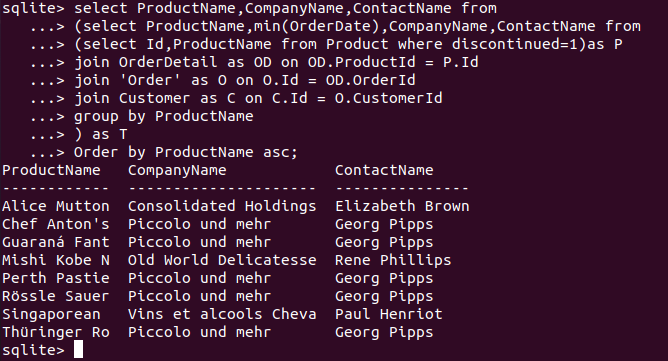 sqlite> select ProductName,CompanyName,ContactName from
...> (select ProductName,min(OrderDate),CompanyName,ContactName from
...> (select Id,ProductName from Product where discontinued=1)as P
...> join OrderDetail as OD on OD.ProductId = P.Id
...> join 'Order' as O on O.Id = OD.OrderId
...> join Customer as C on C.Id = O.CustomerId
...> group by ProductName
...> ) as T
...> Order by ProductName asc;
ProductName  CompanyName           ContactName
------------  ---------------------  ---------------
Alice Mutton  Consolidated Holdings  Elizabeth Brown
Chef Anton's  Piccolo und mehr       Georg Pipps
Guaraná Fant  Piccolo und mehr       Georg Pipps
Mishi Kobe N  Old World Delicatesse  Rene Phillips
Perth Pastie  Piccolo und mehr       Georg Pipps
Rössle Sauer  Piccolo und mehr       Georg Pipps
Singaporean   Vins et alcools Cheva  Paul Henriot
Thüringer Ro  Piccolo und mehr       Georg Pipps
sqlite>